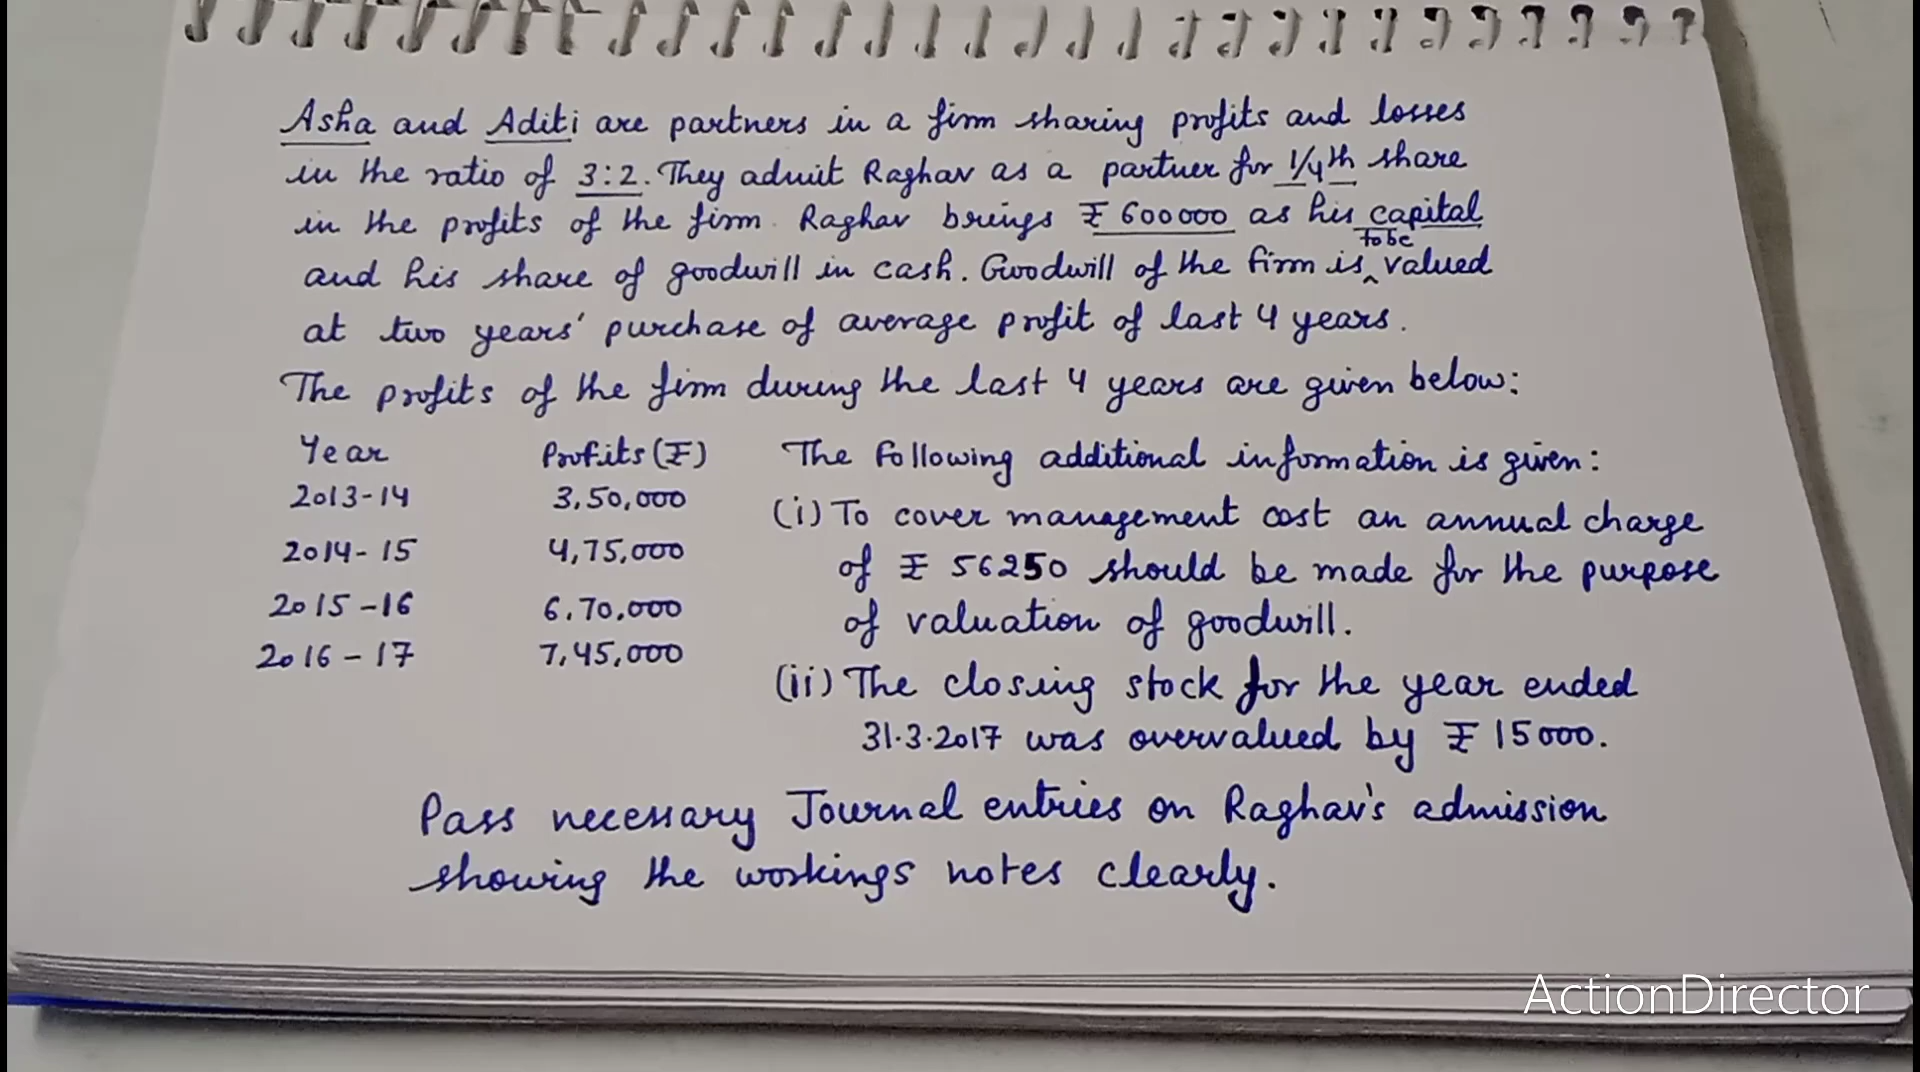 Asha and Aditi are partners in a firm sharing profits and losses
in the ratio of 3:2. They admit Raghav as a partner for 1/4th share
in the profits of the firm. Raghav brings ₹ 600000 as his capital
to be
and his share of goodwill in cash. Goodwill of the firm is ‸ valued
at two years' purchase of average profit of last 4 years.
The profits of the firm during the last 4 years are given below:
Year Profits (₹)
2013-14 3,50,000
2014-15 4,75,000
2015-16 6,70,000
2016-17 7,45,000
The following additional information is given:
(i) To cover management cost an annual charge
of ₹ 56250 should be made for the purpose
of valuation of goodwill.
(ii) The closing stock for the year ended
31.3.2017 was overvalued by ₹ 15000.
Pass necessary Journal entries on Raghav's admission
showing the workings notes clearly.
ActionDirector